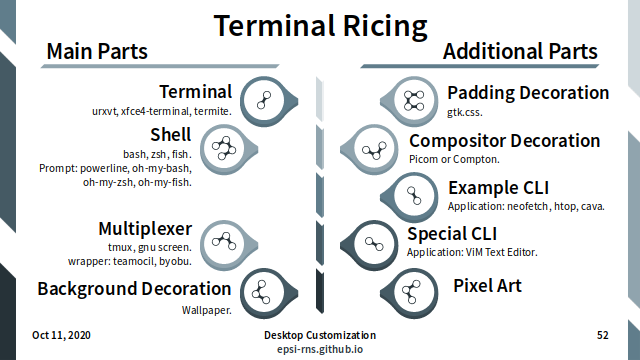 Terminal Ricing
Main Parts
Terminal
urxvt, xfce4-terminal, termite.
Shell
bash, zsh, fish.
Prompt: powerline, oh-my-bash,
oh-my-zsh, oh-my-fish.
Multiplexer
tmux, gnu screen.
wrapper: teamocil, byobu.
Background Decoration
Wallpaper.
Additional Parts
Padding Decoration
gtk.css.
Compositor Decoration
Picom or Compton.
Example CLI
Application: neofetch, htop, cava.
Special CLI
Application: ViM Text Editor.
Pixel Art
Oct 11, 2020
Desktop Customization
epsi-rns.github.io
52